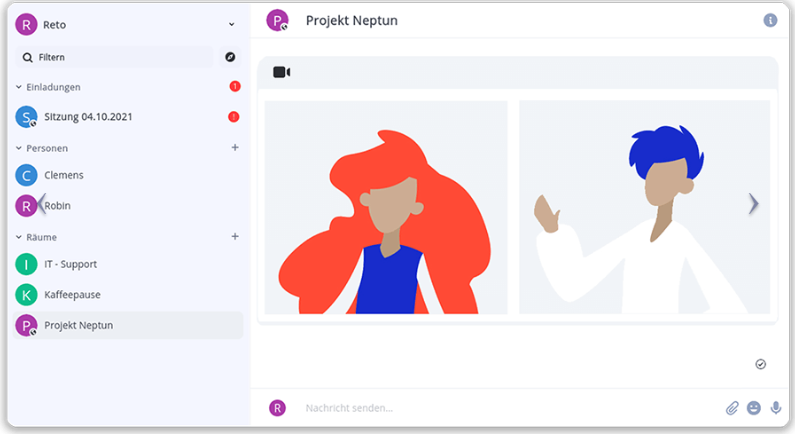 R Reto
Filtern
Einladungen 1
S Sitzung 04.10.2021 !
Personen +
C Clemens
R Robin
Räume +
I IT - Support
K Kaffeepause
P Projekt Neptun
P Projekt Neptun i
R Nachricht senden...